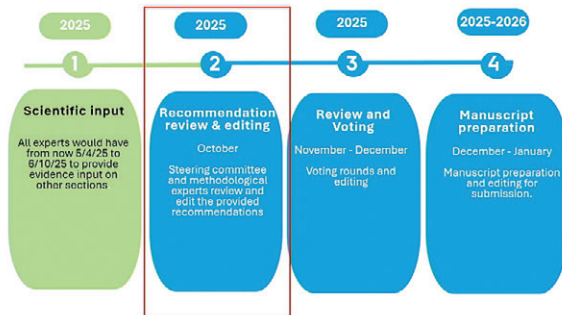 2025
2025
2025
2025-2026
1
2
3
4
Scientific input
All experts would have
from now 5/4/25 to
6/10/25 to provide
evidence input on
other sections
Recommendation
review & editing
October
Steering committee
and methodological
experts review and
edit the provided
recommendations
Review and
Voting
November - December
Voting rounds and
editing
Manuscript
preparation
December - January
Manuscript preparation
and editing for
submission.